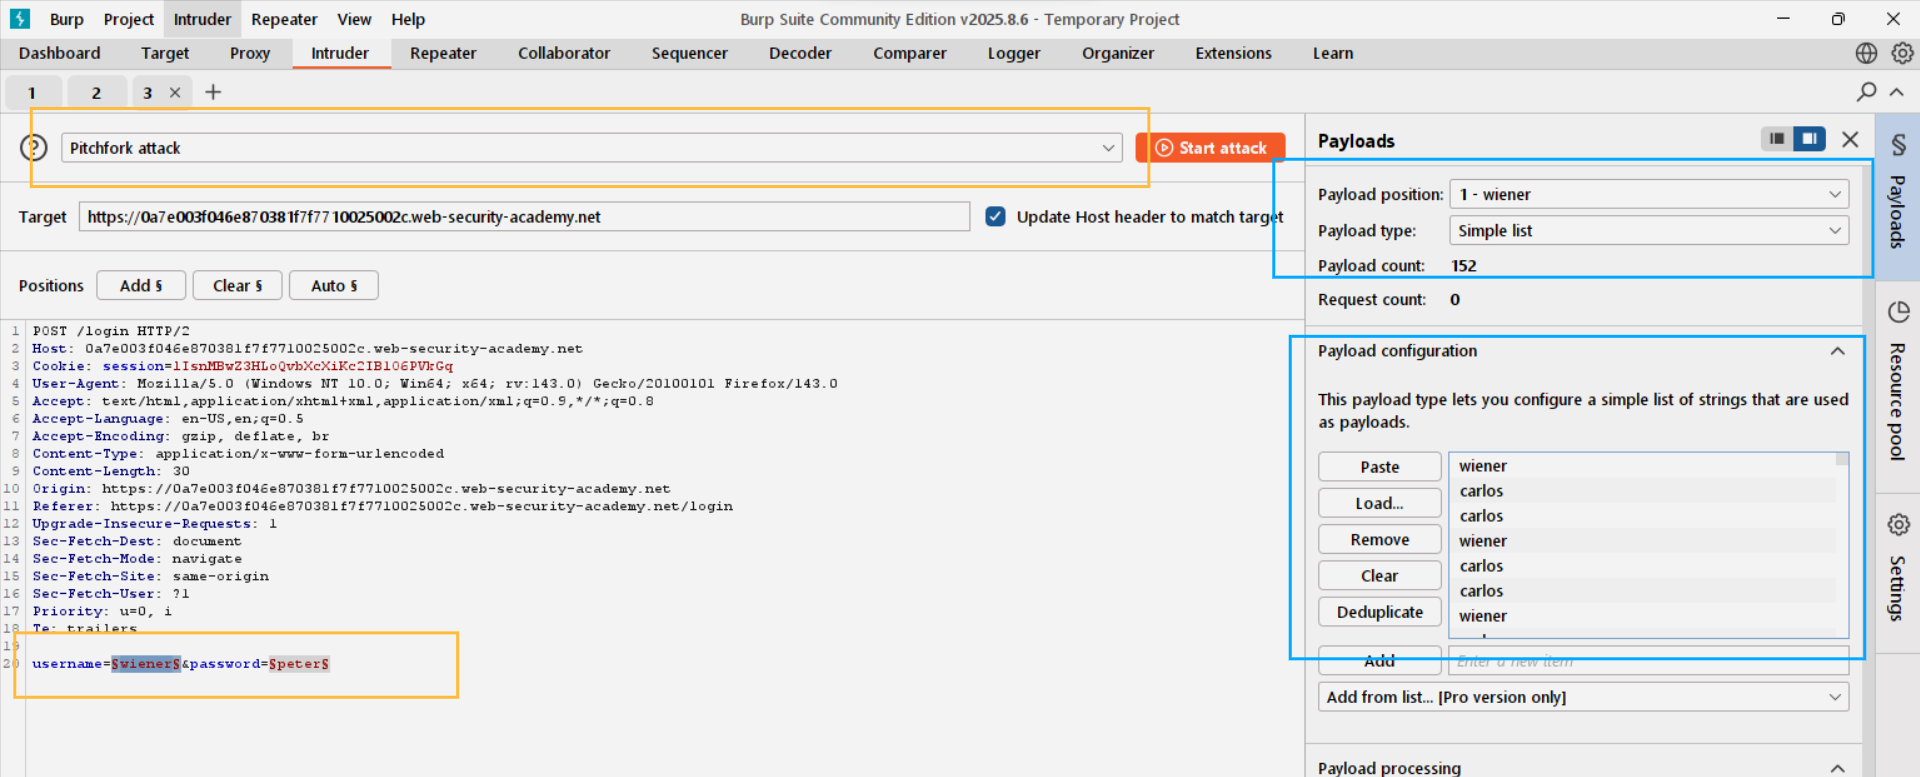 Burp Project Intruder Repeater View Help Burp Suite Community Edition v2025.8.6 - Temporary Project
Dashboard Target Proxy Intruder Repeater Collaborator Sequencer Decoder Comparer Logger Organizer Extensions Learn
1 2 3 × +
? Pitchfork attack Start attack
Target https://0a7e003f046e870381f7f7710025002c.web-security-academy.net Update Host header to match target
Positions Add § Clear § Auto §
1 POST /login HTTP/2
2 Host: 0a7e003f046e870381f7f7710025002c.web-security-academy.net
3 Cookie: session=
4 User-Agent: Mozilla/5.0 (Windows NT 10.0; Win64; x64; rv:143.0) Gecko/20100101 Firefox/143.0
5 Accept: text/html,application/xhtml+xml,application/xml;q=0.9,*/*;q=0.8
6 Accept-Language: en-US,en;q=0.5
7 Accept-Encoding: gzip, deflate, br
8 Content-Type: application/x-www-form-urlencoded
9 Content-Length: 30
10 Origin: https://0a7e003f046e870381f7f7710025002c.web-security-academy.net
11 Referer: https://0a7e003f046e870381f7f7710025002c.web-security-academy.net/login
12 Upgrade-Insecure-Requests: 1
13 Sec-Fetch-Dest: document
14 Sec-Fetch-Mode: navigate
15 Sec-Fetch-Site: same-origin
16 Sec-Fetch-User: ?1
17 Priority: u=0, i
18 Te: trailers
19
20 username=§wiener§&password=§peter§
Payloads
Payload position: 1 - wiener
Payload type: Simple list
Payload count: 152
Request count: 0
Payload configuration
This payload type lets you configure a simple list of strings that are used
as payloads.
Paste
Load...
Remove
Clear
Deduplicate
wiener
carlos
carlos
wiener
carlos
carlos
wiener
Add Enter a new item
Add from list... [Pro version only]
Payload processing
§ Payloads
Resource pool
Settings